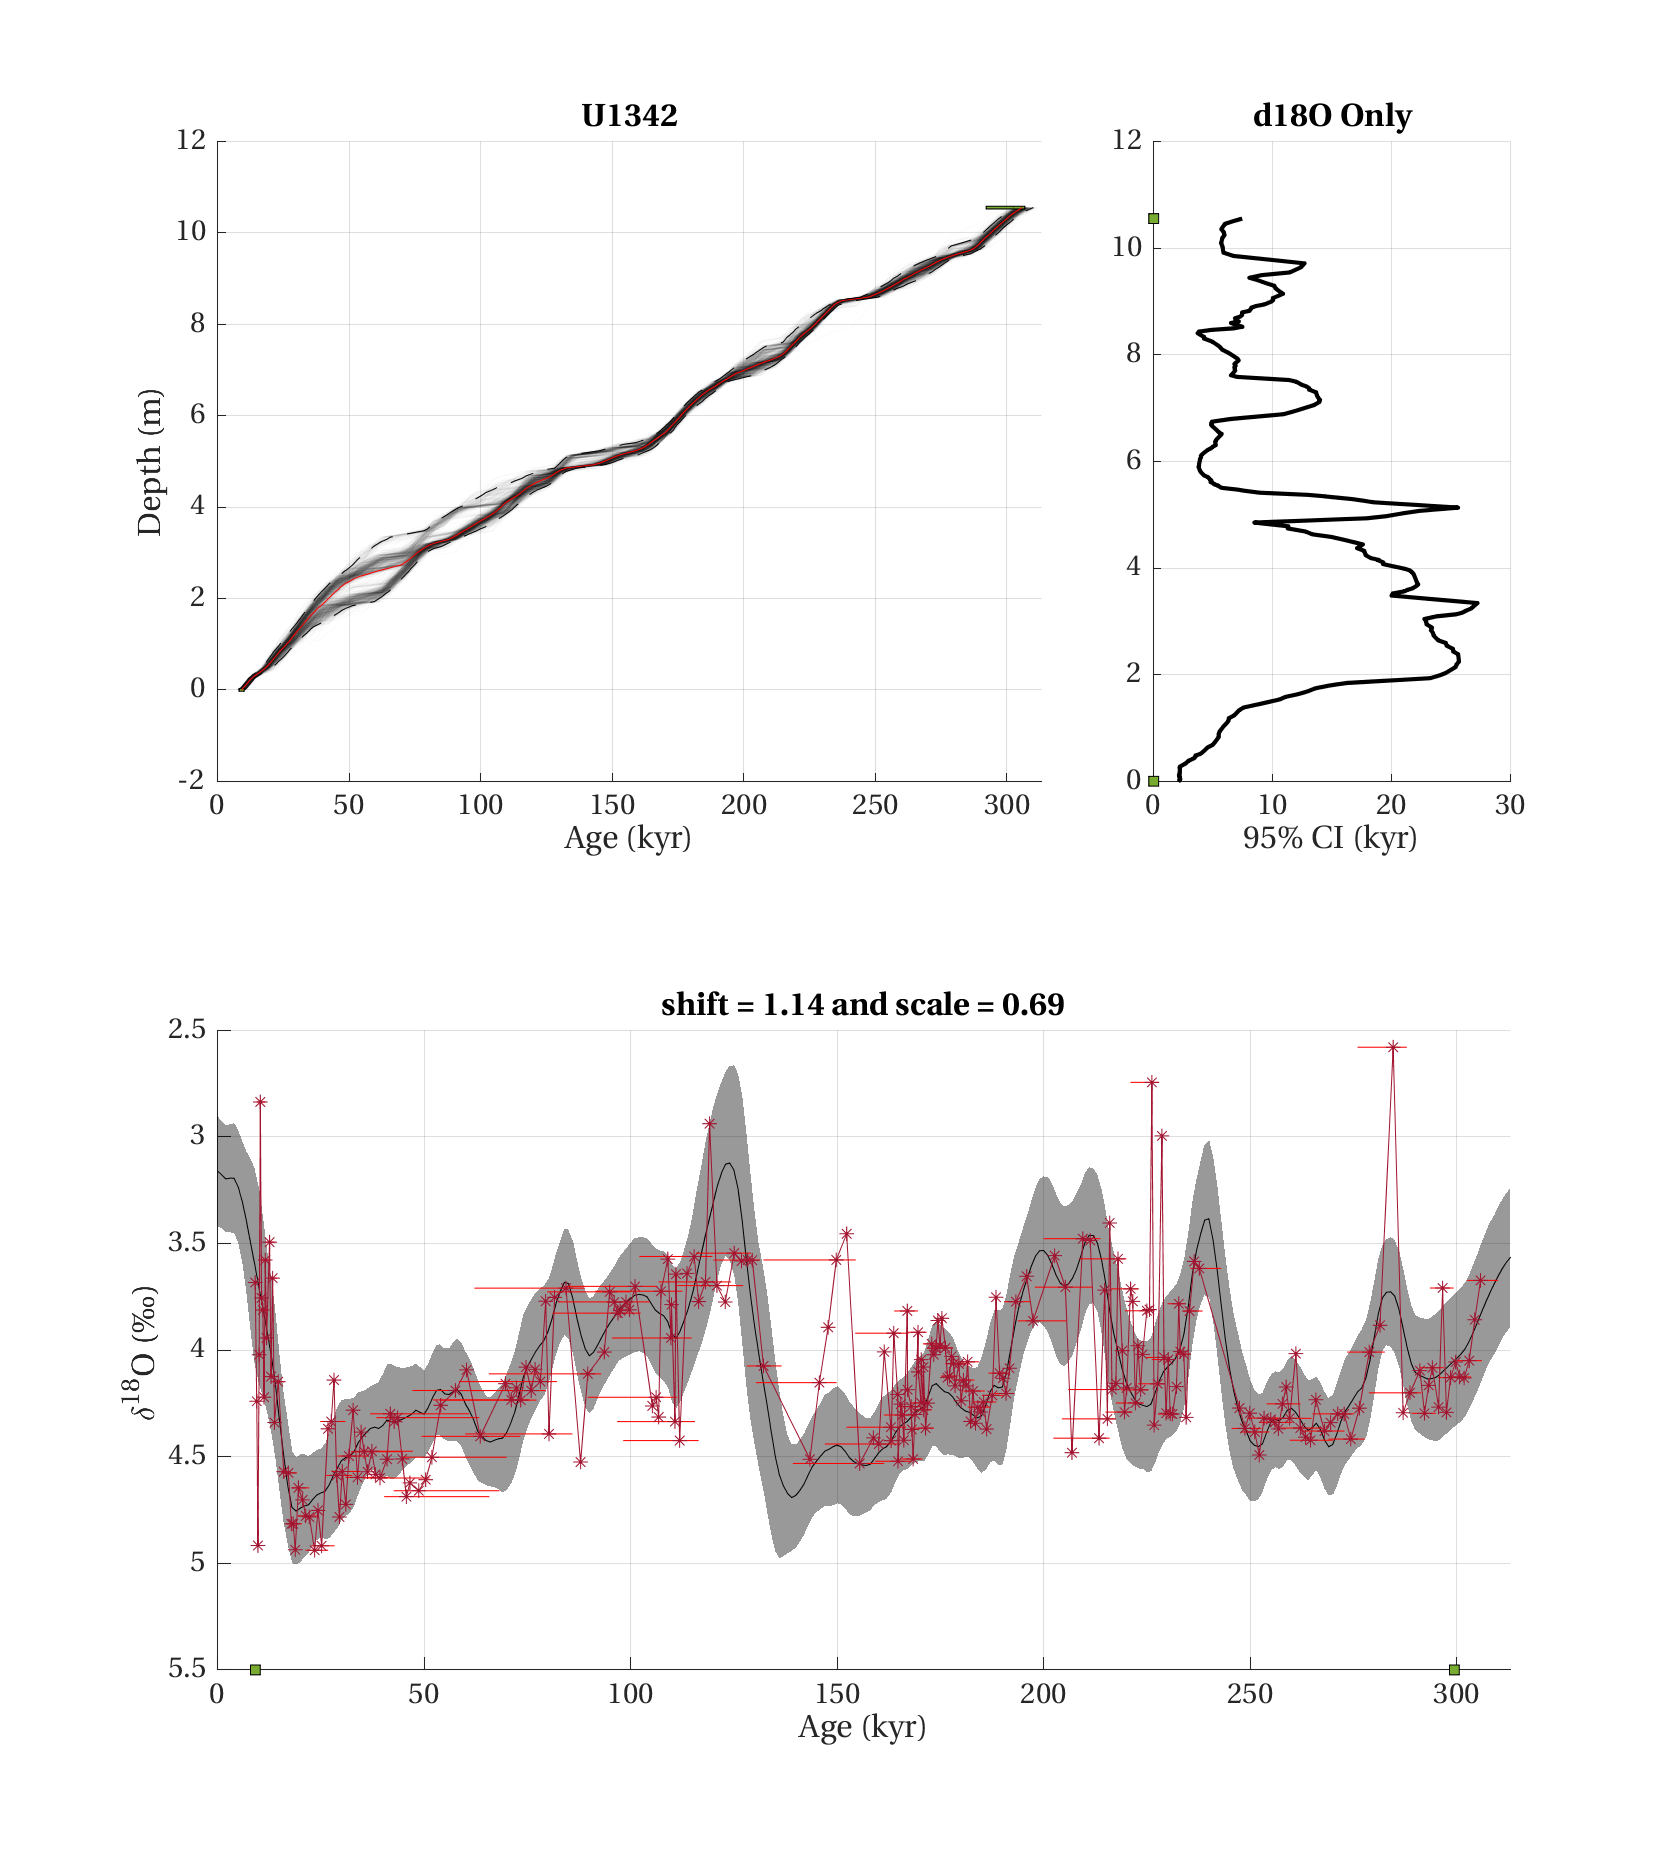 U1342
12
10
8
6
4
2
0
-2
Depth (m)
0 50 100 150 200 250 300
Age (kyr)
d18O Only
12
10
8
6
4
2
0
0 10 20 30
95% CI (kyr)
shift = 1.14 and scale = 0.69
2.5
3
3.5
4
4.5
5
5.5
δ18O (‰)
0 50 100 150 200 250 300
Age (kyr)